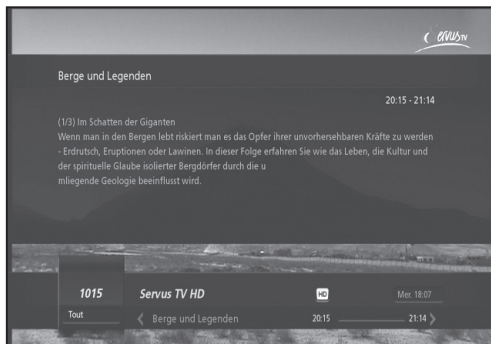 servusTV
Berge und Legenden
20:15 - 21:14
(1/3) Im Schatten der Giganten
Wenn man in den Bergen lebt riskiert man es das Opfer ihrer unvorhersehbaren Kräfte zu werden
- Erdrutsch, Eruptionen oder Lawinen. In dieser Folge erfahren Sie wie das Leben, die Kultur und
der spirituelle Glaube isolierter Bergdörfer durch die u
mliegende Geologie beeinflusst wird.
1015 Servus TV HD HD Mer. 18:07
Tout Berge und Legenden 20:15 21:14